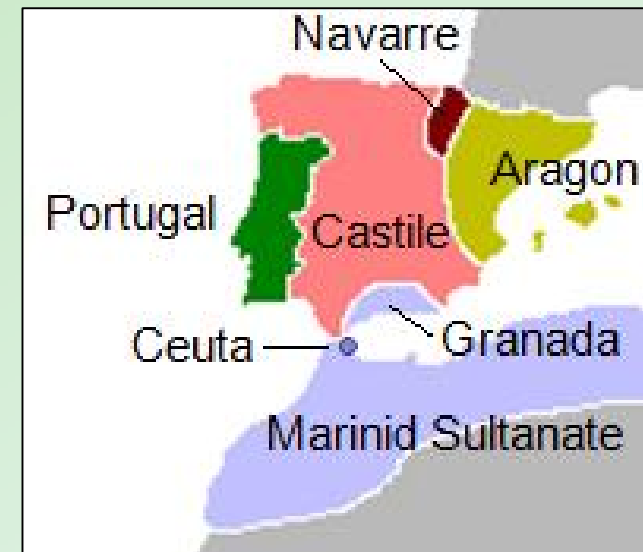 Navarre
Aragon
Portugal
Castile
Ceuta
Granada
Marinid Sultanate